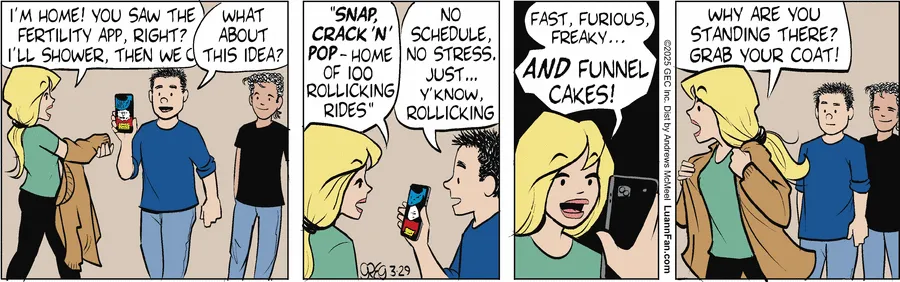 I'M HOME! YOU SAW THE
FERTILITY APP, RIGHT?
I'LL SHOWER, THEN WE C
WHAT
ABOUT
THIS IDEA?
"SNAP,
CRACK 'N'
POP – HOME
OF 100
ROLLICKING
RIDES"
NO
SCHEDULE,
NO STRESS.
JUST...
Y'KNOW,
ROLLICKING
GREG 3·29
FAST, FURIOUS,
FREAKY...
AND FUNNEL
CAKES!
©2025 GEC Inc. Dist by Andrews McMeel LuannFan.com
WHY ARE YOU
STANDING THERE?
GRAB YOUR COAT!